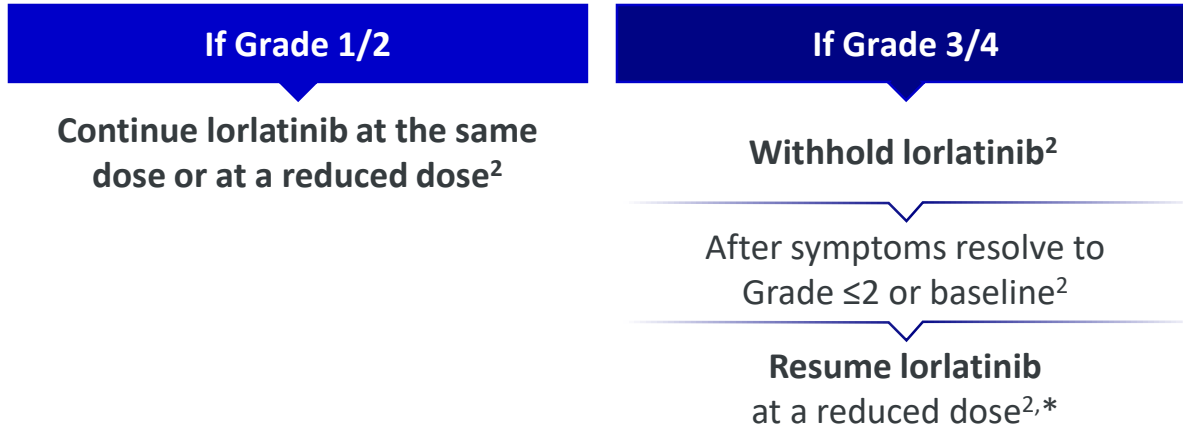 If Grade 1/2
Continue lorlatinib at the same
dose or at a reduced dose²
If Grade 3/4
Withhold lorlatinib²
After symptoms resolve to
Grade ≤2 or baseline²
Resume lorlatinib
at a reduced dose²,*